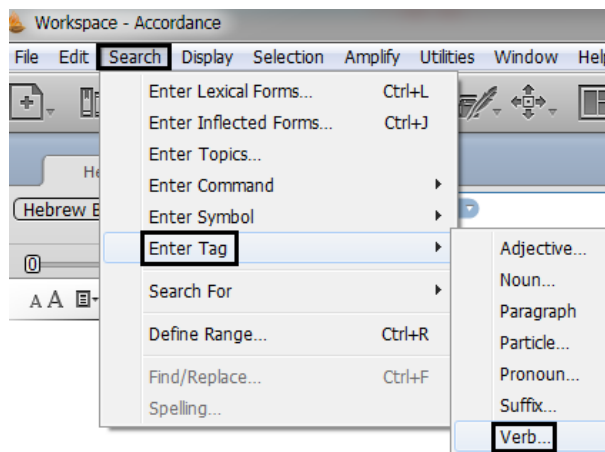 Workspace - Accordance
File Edit Search Display Selection Amplify Utilities Window Help
Enter Lexical Forms... Ctrl+L
Enter Inflected Forms... Ctrl+J
Enter Topics...
He
Enter Command
(Hebrew B
Enter Symbol
Enter Tag
0
Search For
A A
Define Range... Ctrl+R
Find/Replace... Ctrl+F
Spelling...
Adjective...
Noun...
Paragraph
Particle...
Pronoun...
Suffix...
Verb...